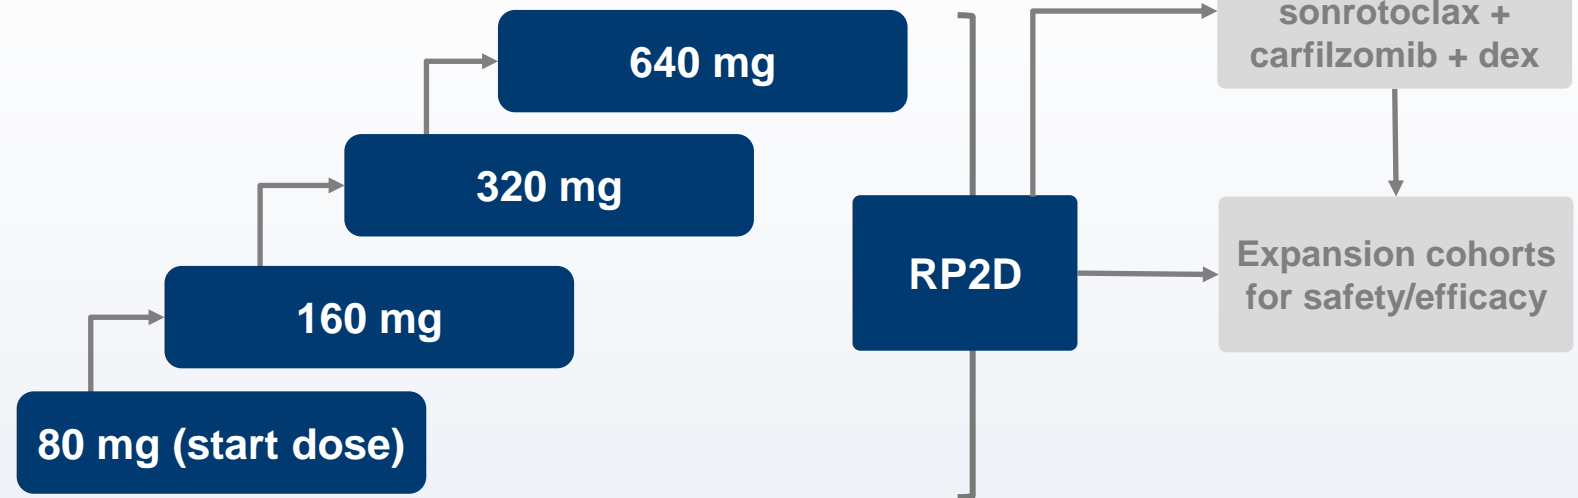 640 mg
320 mg
160 mg
80 mg (start dose)
RP2D
sonrotoclax +
carfilzomib + dex
Expansion cohorts
for safety/efficacy